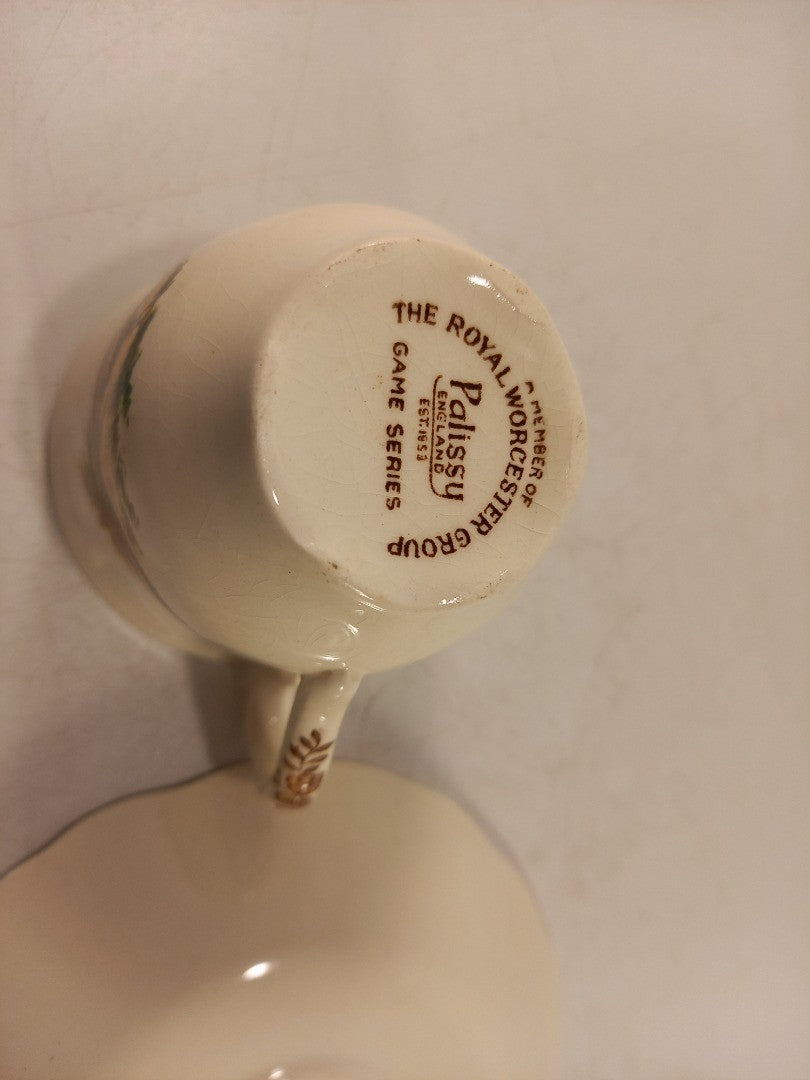 A MEMBER OF
THE ROYAL WORCESTER GROUP
Palissy
ENGLAND
EST. 1853
GAME SERIES